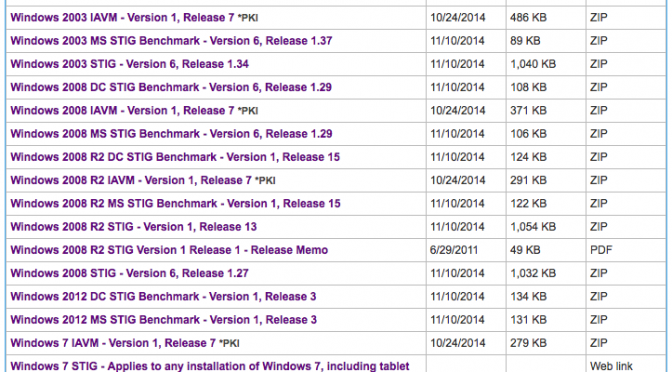 Windows 2003 IAVM - Version 1, Release 7 *PKI 10/24/2014 486 KB ZIP
Windows 2003 MS STIG Benchmark - Version 6, Release 1.37 11/10/2014 89 KB ZIP
Windows 2003 STIG - Version 6, Release 1.34 11/10/2014 1,040 KB ZIP
Windows 2008 DC STIG Benchmark - Version 6, Release 1.29 11/10/2014 108 KB ZIP
Windows 2008 IAVM - Version 1, Release 7 *PKI 10/24/2014 371 KB ZIP
Windows 2008 MS STIG Benchmark - Version 6, Release 1.29 11/10/2014 106 KB ZIP
Windows 2008 R2 DC STIG Benchmark - Version 1, Release 15 11/10/2014 124 KB ZIP
Windows 2008 R2 IAVM - Version 1, Release 7 *PKI 10/24/2014 291 KB ZIP
Windows 2008 R2 MS STIG Benchmark - Version 1, Release 15 11/10/2014 122 KB ZIP
Windows 2008 R2 STIG - Version 1, Release 13 11/10/2014 1,054 KB ZIP
Windows 2008 R2 STIG Version 1 Release 1 - Release Memo 6/29/2011 49 KB PDF
Windows 2008 STIG - Version 6, Release 1.27 11/10/2014 1,032 KB ZIP
Windows 2012 DC STIG Benchmark - Version 1, Release 3 11/10/2014 134 KB ZIP
Windows 2012 MS STIG Benchmark - Version 1, Release 3 11/10/2014 131 KB ZIP
Windows 7 IAVM - Version 1, Release 7 *PKI 10/24/2014 279 KB ZIP
Windows 7 STIG - Applies to any installation of Windows 7, including tablet Web link